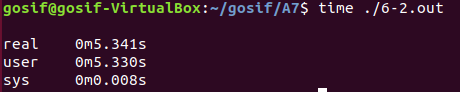 gosif@gosif-VirtualBox:~/gosif/A7$ time ./6-2.out
real 0m5.341s
user 0m5.330s
sys 0m0.008s